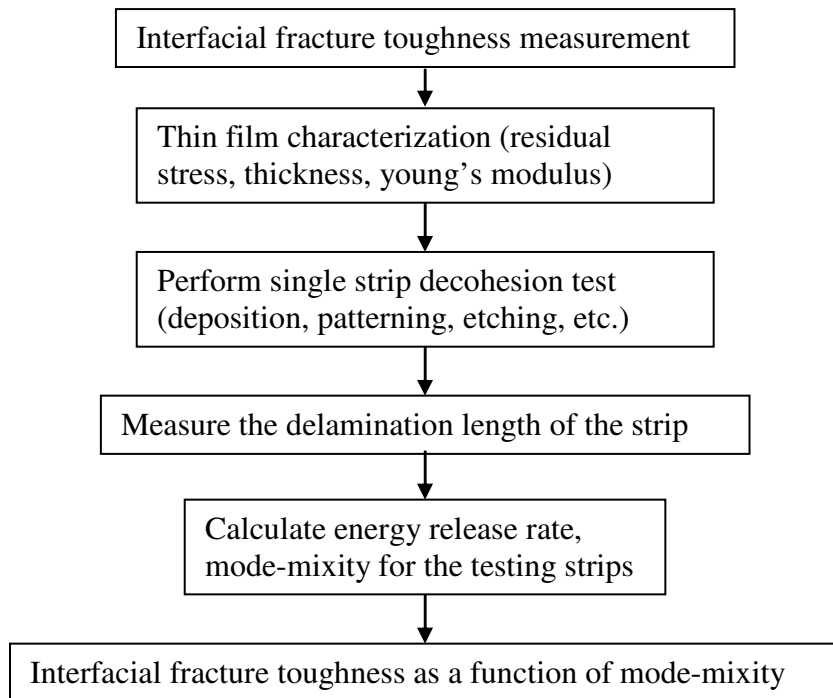 Interfacial fracture toughness measurement
Thin film characterization (residual
stress, thickness, young’s modulus)
Perform single strip decohesion test
(deposition, patterning, etching, etc.)
Measure the delamination length of the strip
Calculate energy release rate,
mode-mixity for the testing strips
Interfacial fracture toughness as a function of mode-mixity